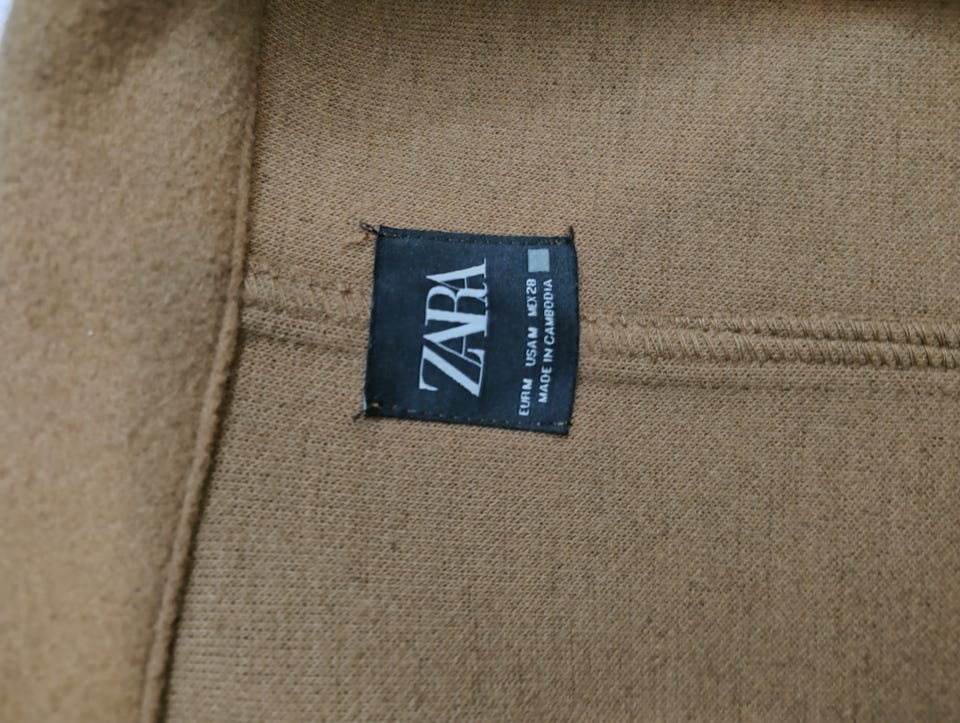 ZARA
EUR M USA M MEX 28
MADE IN CAMBODIA